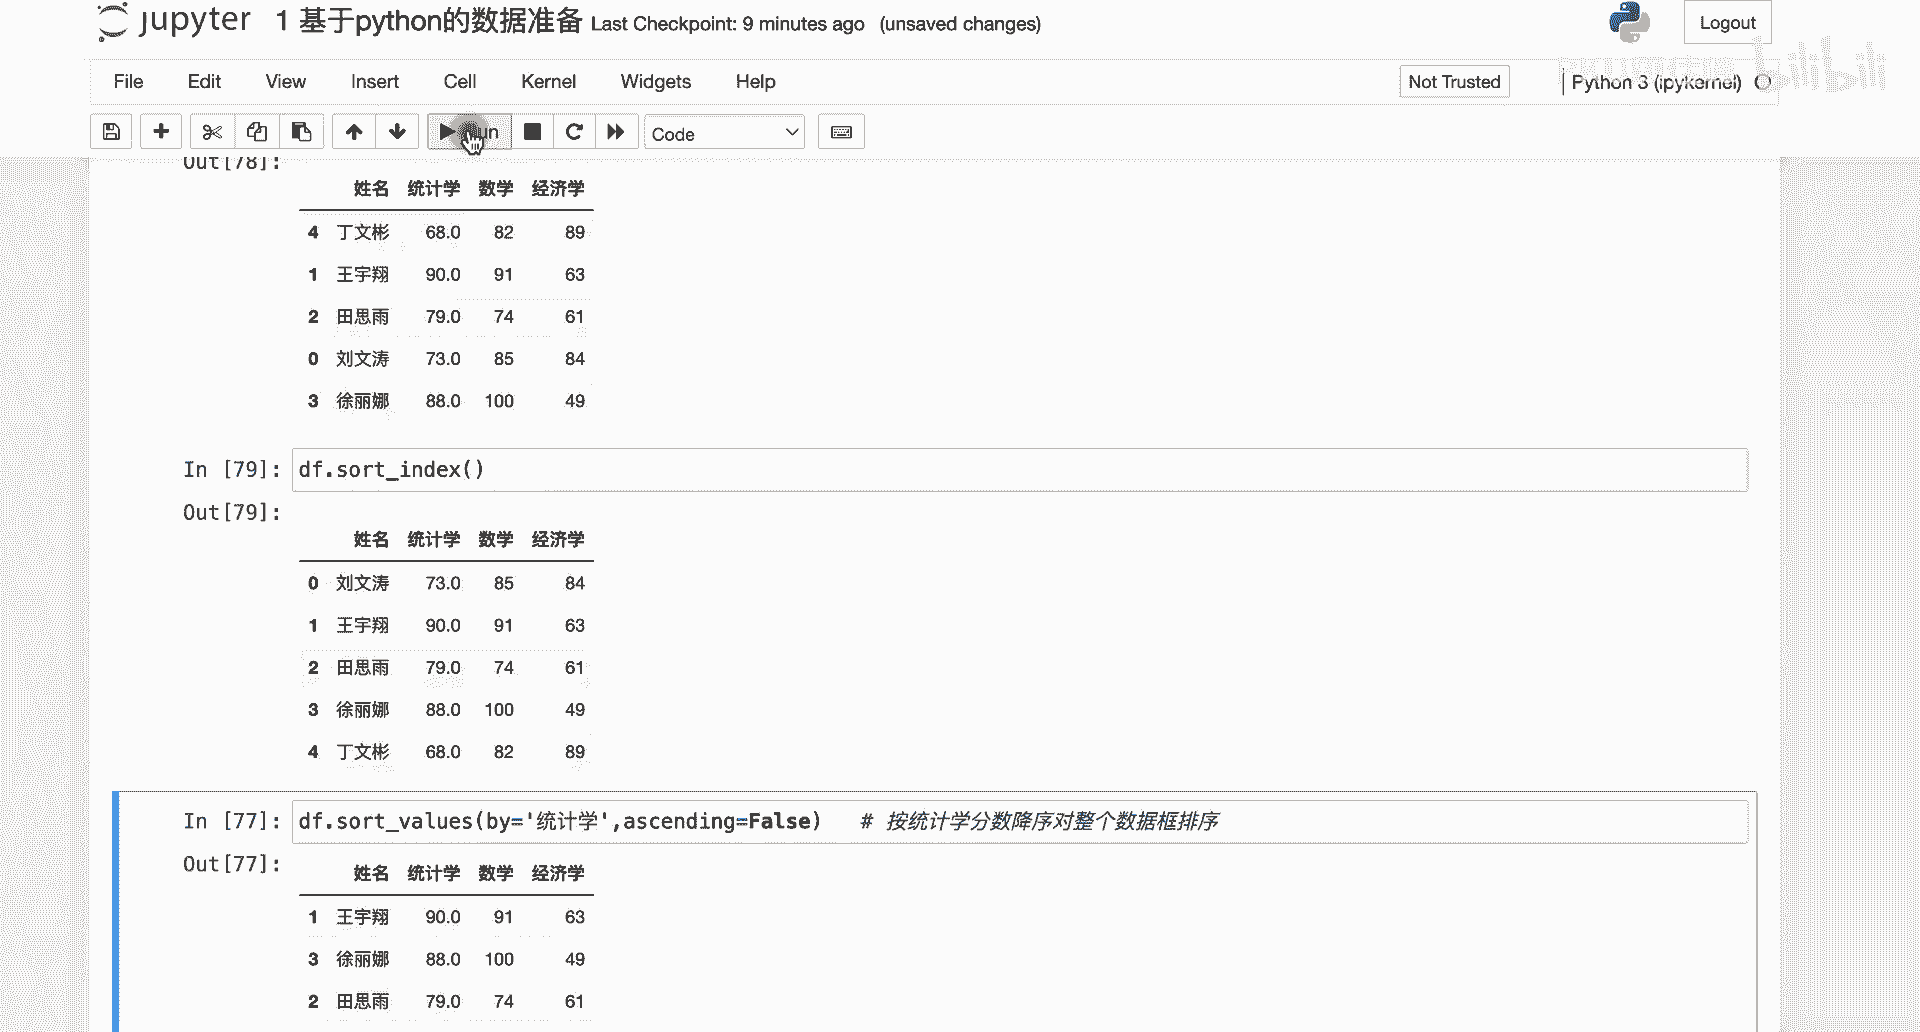 jupyter 1 基于python的数据准备 Last Checkpoint: 9 minutes ago (unsaved changes)
Logout
File Edit View Insert Cell Kernel Widgets Help
Not Trusted
Python 3 (ipykernel)
bilibili
Code
Out[78]:
姓名 统计学 数学 经济学
4 丁文彬 68.0 82 89
1 王宇翔 90.0 91 63
2 田思雨 79.0 74 61
0 刘文涛 73.0 85 84
3 徐丽娜 88.0 100 49
In [79]: df.sort_index()
Out[79]:
姓名 统计学 数学 经济学
0 刘文涛 73.0 85 84
1 王宇翔 90.0 91 63
2 田思雨 79.0 74 61
3 徐丽娜 88.0 100 49
4 丁文彬 68.0 82 89
In [77]: df.sort_values(by='统计学',ascending=False) # 按统计学分数降序对整个数据框排序
Out[77]:
姓名 统计学 数学 经济学
1 王宇翔 90.0 91 63
3 徐丽娜 88.0 100 49
2 田思雨 79.0 74 61